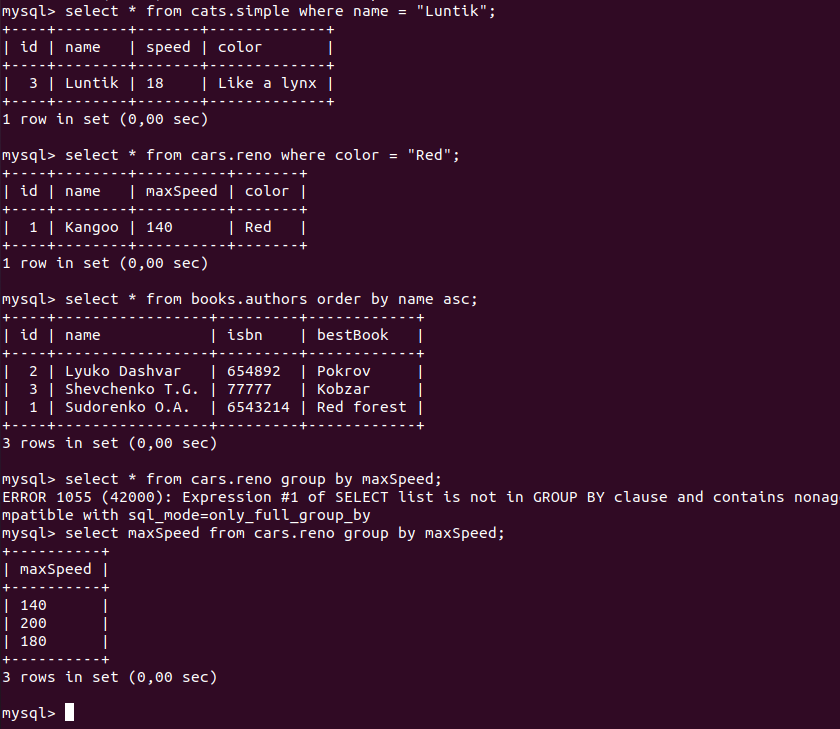 mysql> select * from cats.simple where name = "Luntik";
+----+--------+-------+-------------+
| id | name   | speed | color       |
+----+--------+-------+-------------+
|  3 | Luntik | 18    | Like a lynx |
+----+--------+-------+-------------+
1 row in set (0,00 sec)

mysql> select * from cars.reno where color = "Red";
+----+--------+----------+-------+
| id | name   | maxSpeed | color |
+----+--------+----------+-------+
|  1 | Kangoo | 140      | Red   |
+----+--------+----------+-------+
1 row in set (0,00 sec)

mysql> select * from books.authors order by name asc;
+----+-----------------+---------+------------+
| id | name            | isbn    | bestBook   |
+----+-----------------+---------+------------+
|  2 | Lyuko Dashvar   | 654892  | Pokrov     |
|  3 | Shevchenko T.G. | 77777   | Kobzar     |
|  1 | Sudorenko O.A.  | 6543214 | Red forest |
+----+-----------------+---------+------------+
3 rows in set (0,00 sec)

mysql> select * from cars.reno group by maxSpeed;
ERROR 1055 (42000): Expression #1 of SELECT list is not in GROUP BY clause and contains nonag
mpatible with sql_mode=only_full_group_by
mysql> select maxSpeed from cars.reno group by maxSpeed;
+----------+
| maxSpeed |
+----------+
| 140      |
| 200      |
| 180      |
+----------+
3 rows in set (0,00 sec)

mysql>